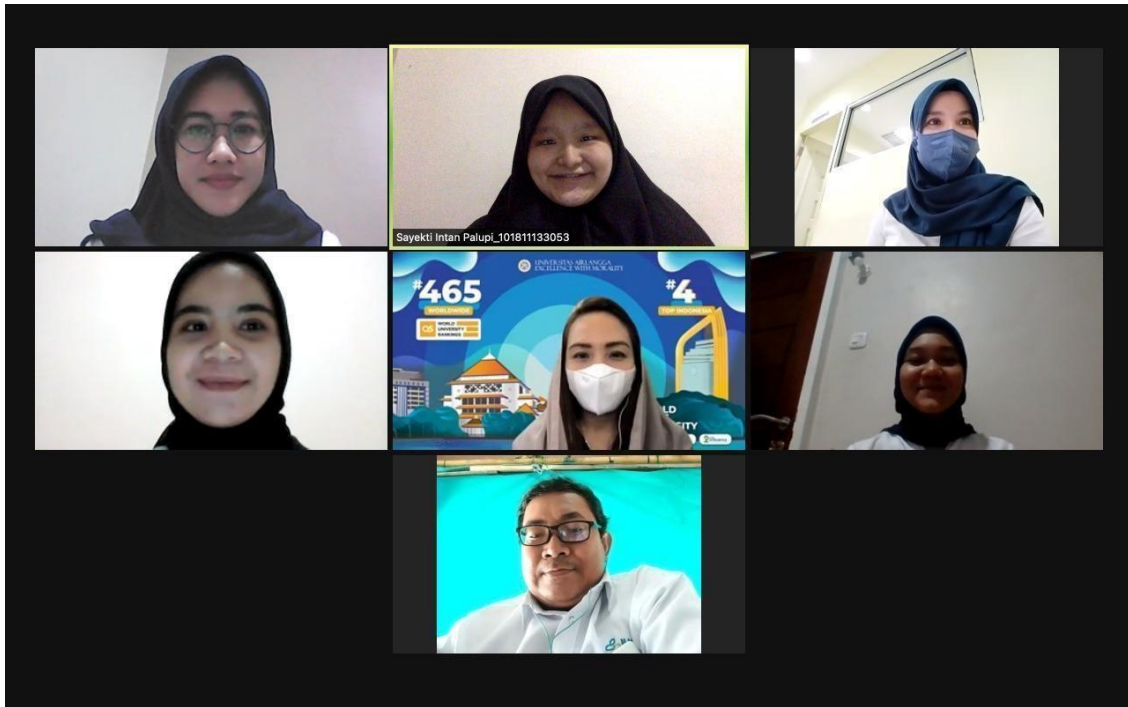 Sayekti Intan Palupi_101811133053
UNIVERSITAS AIRLANGGA
EXCELLENCE WITH MORALITY
#465
WORLDWIDE
QS
WORLD
UNIVERSITY
RANKINGS
#4
TOP INDONESIA